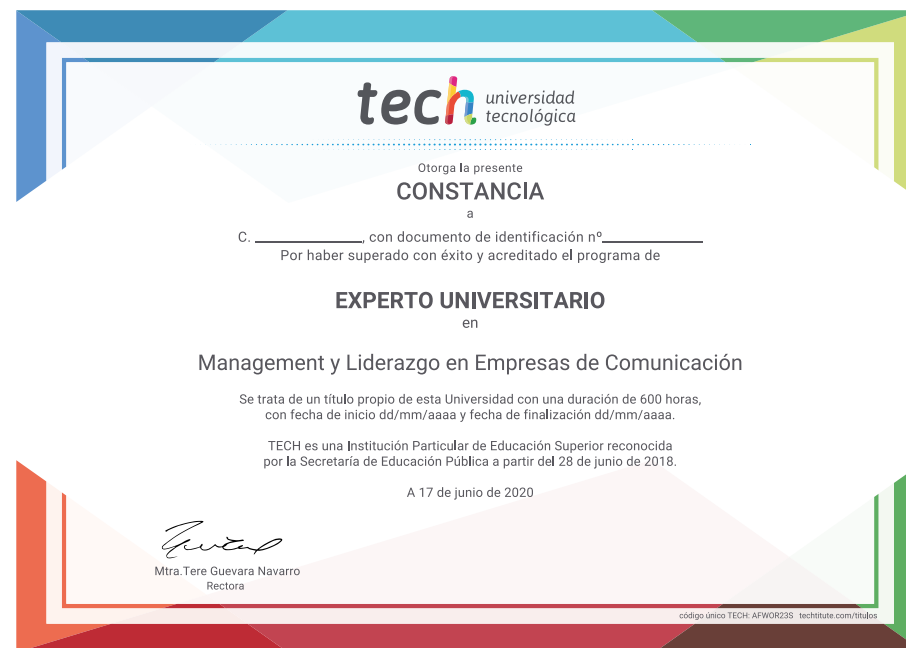 tech universidad
tecnológica
Otorga la presente
CONSTANCIA
a
C. ______________, con documento de identificación nº_____________
Por haber superado con éxito y acreditado el programa de
EXPERTO UNIVERSITARIO
en
Management y Liderazgo en Empresas de Comunicación
Se trata de un título propio de esta Universidad con una duración de 600 horas,
con fecha de inicio dd/mm/aaaa y fecha de finalización dd/mm/aaaa.
TECH es una Institución Particular de Educación Superior reconocida
por la Secretaría de Educación Pública a partir del 28 de junio de 2018.
A 17 de junio de 2020
Mtra.Tere Guevara Navarro
Rectora
código único TECH: AFWOR23S techtitute.com/titulos